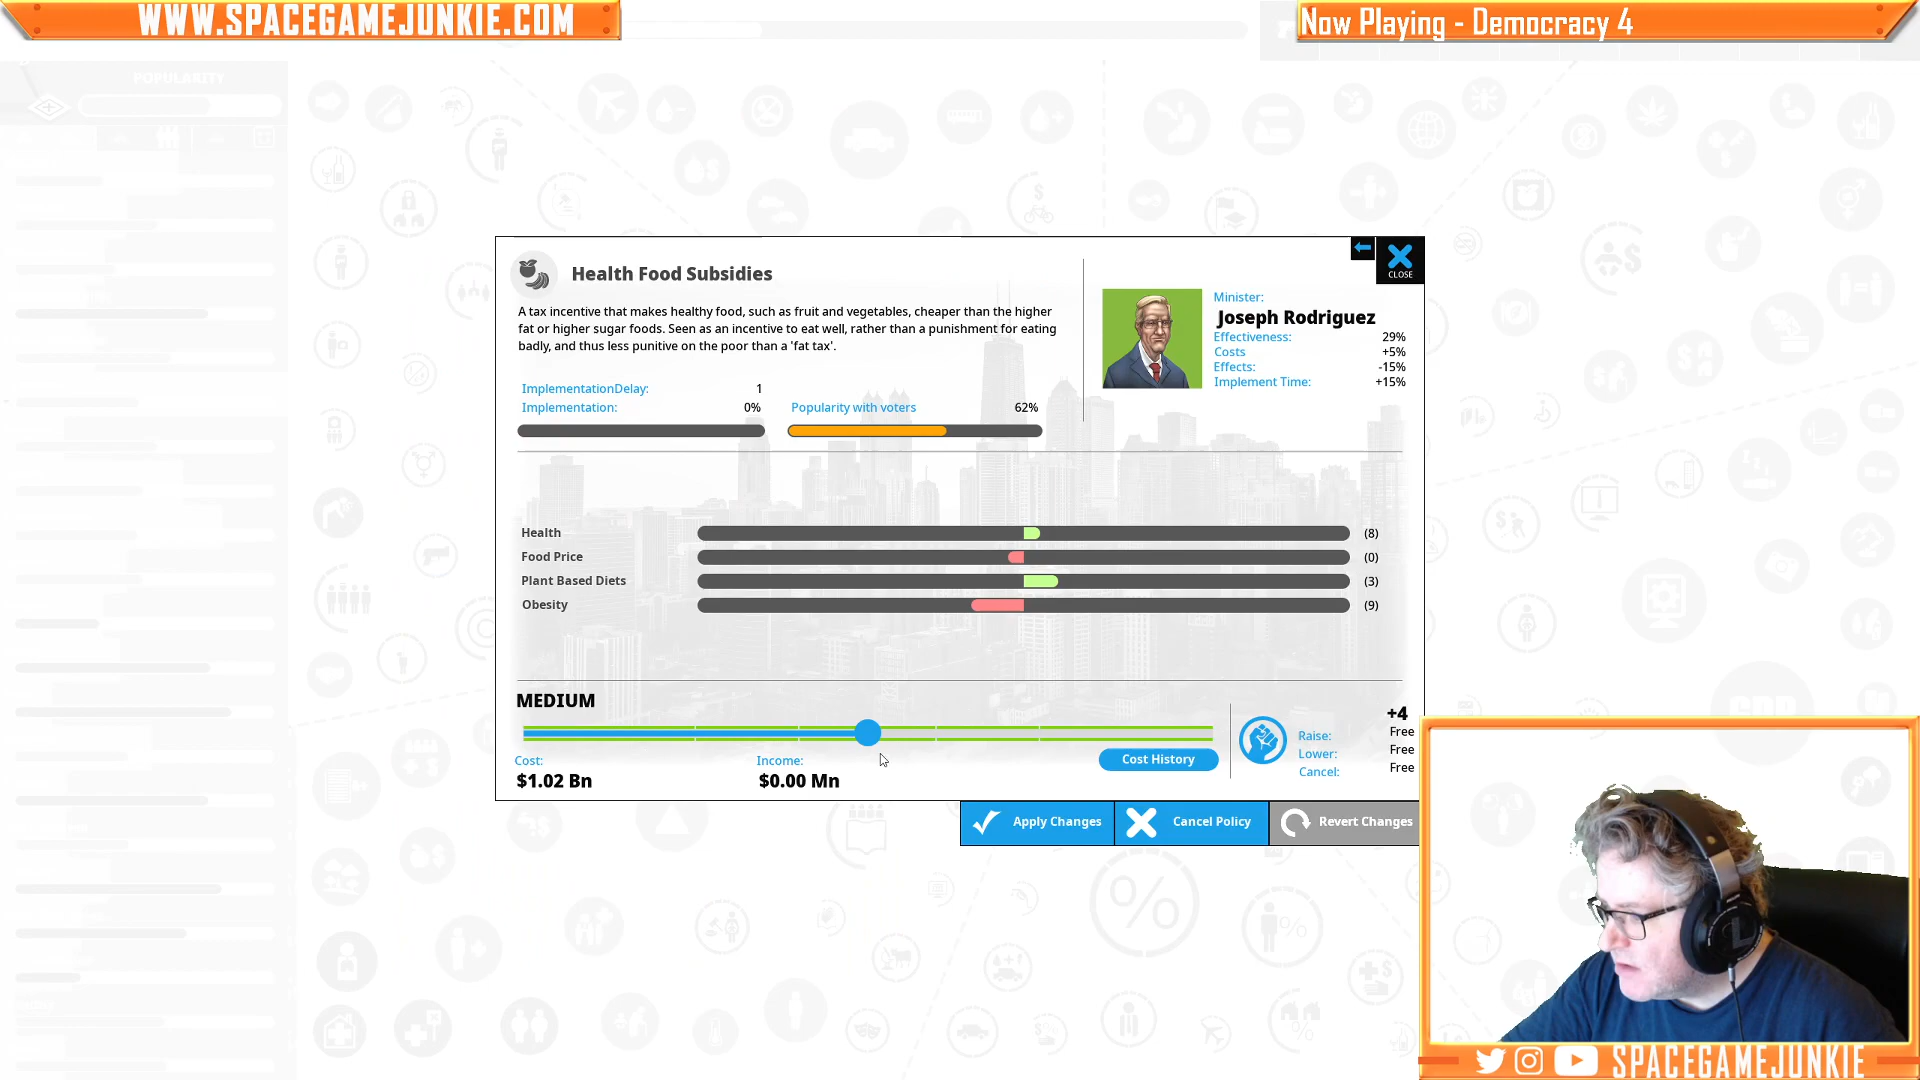 WWW.SPACEGAMEJUNKIE.COM
Now Playing - Democracy 4
POPULARITY
CLOSE
Health Food Subsidies
A tax incentive that makes healthy food, such as fruit and vegetables, cheaper than the higher
fat or higher sugar foods. Seen as an incentive to eat well, rather than a punishment for eating
badly, and thus less punitive on the poor than a 'fat tax'.
Minister:
Joseph Rodriguez
Effectiveness: 29%
Costs +5%
Effects: -15%
Implement Time: +15%
ImplementationDelay: 1
Implementation: 0%
Popularity with voters 62%
Health (8)
Food Price (0)
Plant Based Diets (3)
Obesity (9)
MEDIUM
Cost:
$1.02 Bn
Income:
$0.00 Mn
Cost History
+4
Raise: Free
Lower: Free
Cancel: Free
Apply Changes
Cancel Policy
Revert Changes
SPACEGAMEJUNKIE